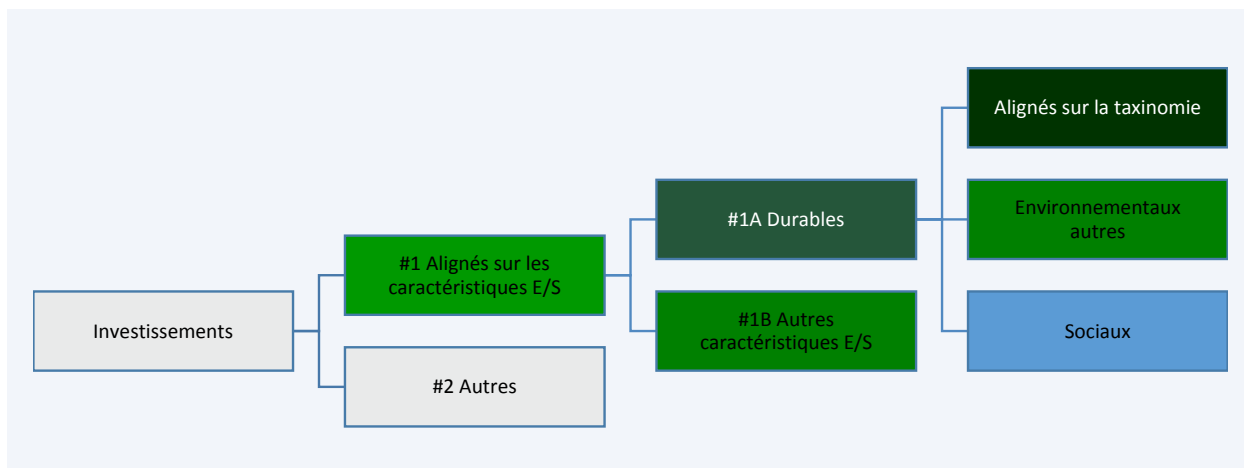 Investissements
#1 Alignés sur les
caractéristiques E/S
#2 Autres
#1A Durables
#1B Autres
caractéristiques E/S
Alignés sur la taxinomie
Environnementaux
autres
Sociaux